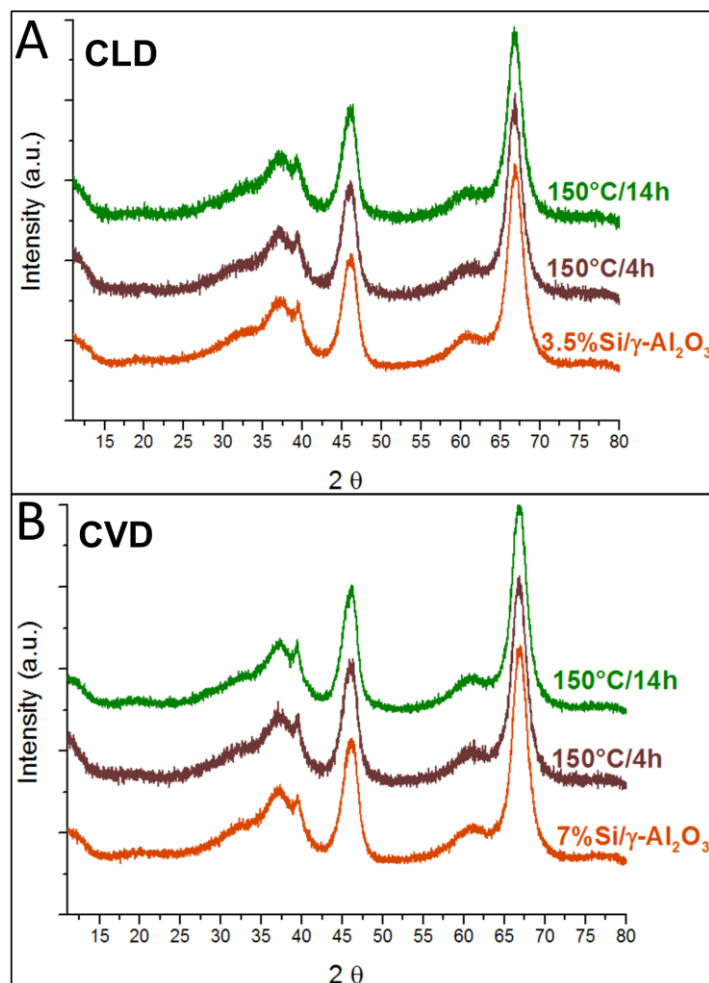 A
CLD
Intensity (a.u.)
150°C/14h
150°C/4h
3.5%Si/γ-Al₂O₃
15 20 25 30 35 40 45 50 55 60 65 70 75 80
2 θ
B
CVD
Intensity (a.u.)
150°C/14h
150°C/4h
7%Si/γ-Al₂O₃
15 20 25 30 35 40 45 50 55 60 65 70 75 80
2 θ